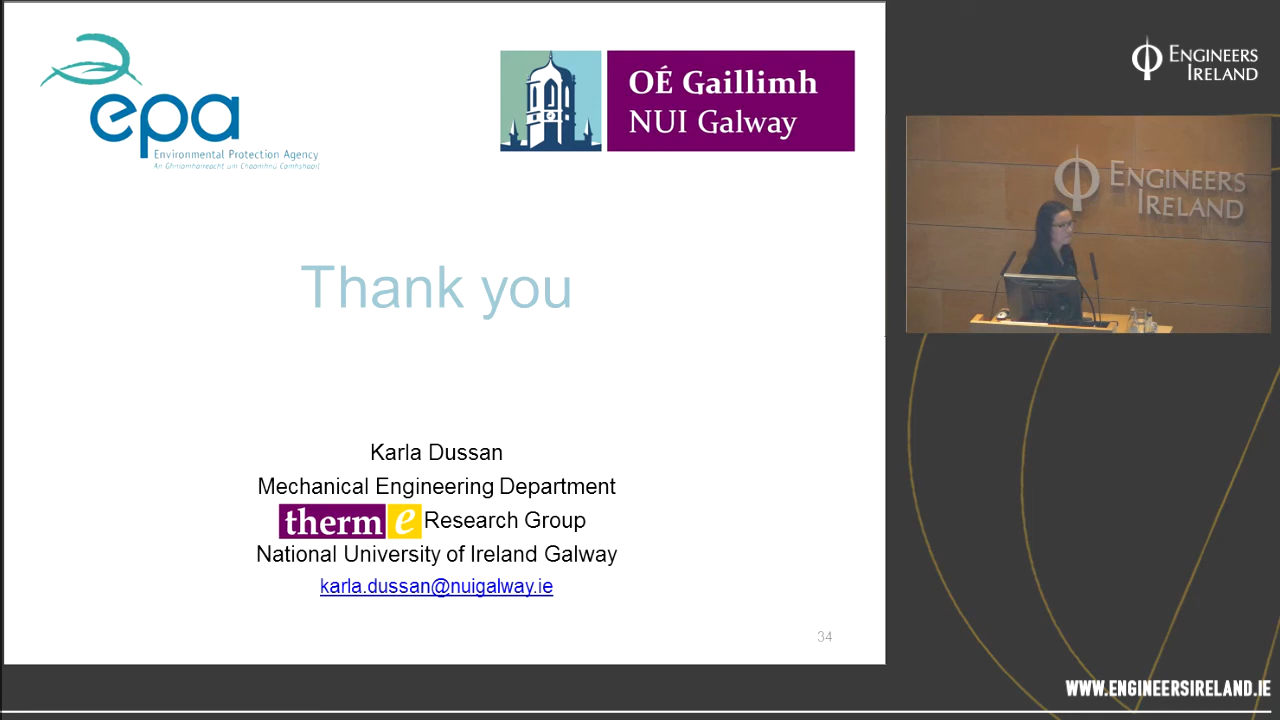 epa
Environmental Protection Agency
OÉ Gaillimh
NUI Galway
Thank you
Karla Dussan
Mechanical Engineering Department
therme Research Group
National University of Ireland Galway
karla.dussan@nuigalway.ie
34
ENGINEERS
IRELAND
ENGINEERS
IRELAND
WWW.ENGINEERSIRELAND.IE